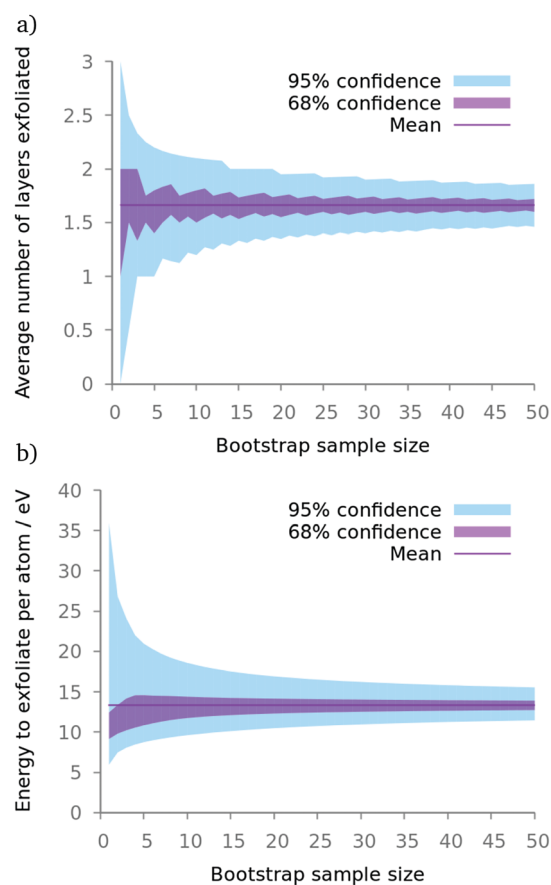 a)
Average number of layers exfoliated
3
2.5
2
1.5
1
0.5
0
95% confidence
68% confidence
Mean
0 5 10 15 20 25 30 35 40 45 50
Bootstrap sample size
b)
Energy to exfoliate per atom / eV
40
35
30
25
20
15
10
5
0
95% confidence
68% confidence
Mean
0 5 10 15 20 25 30 35 40 45 50
Bootstrap sample size